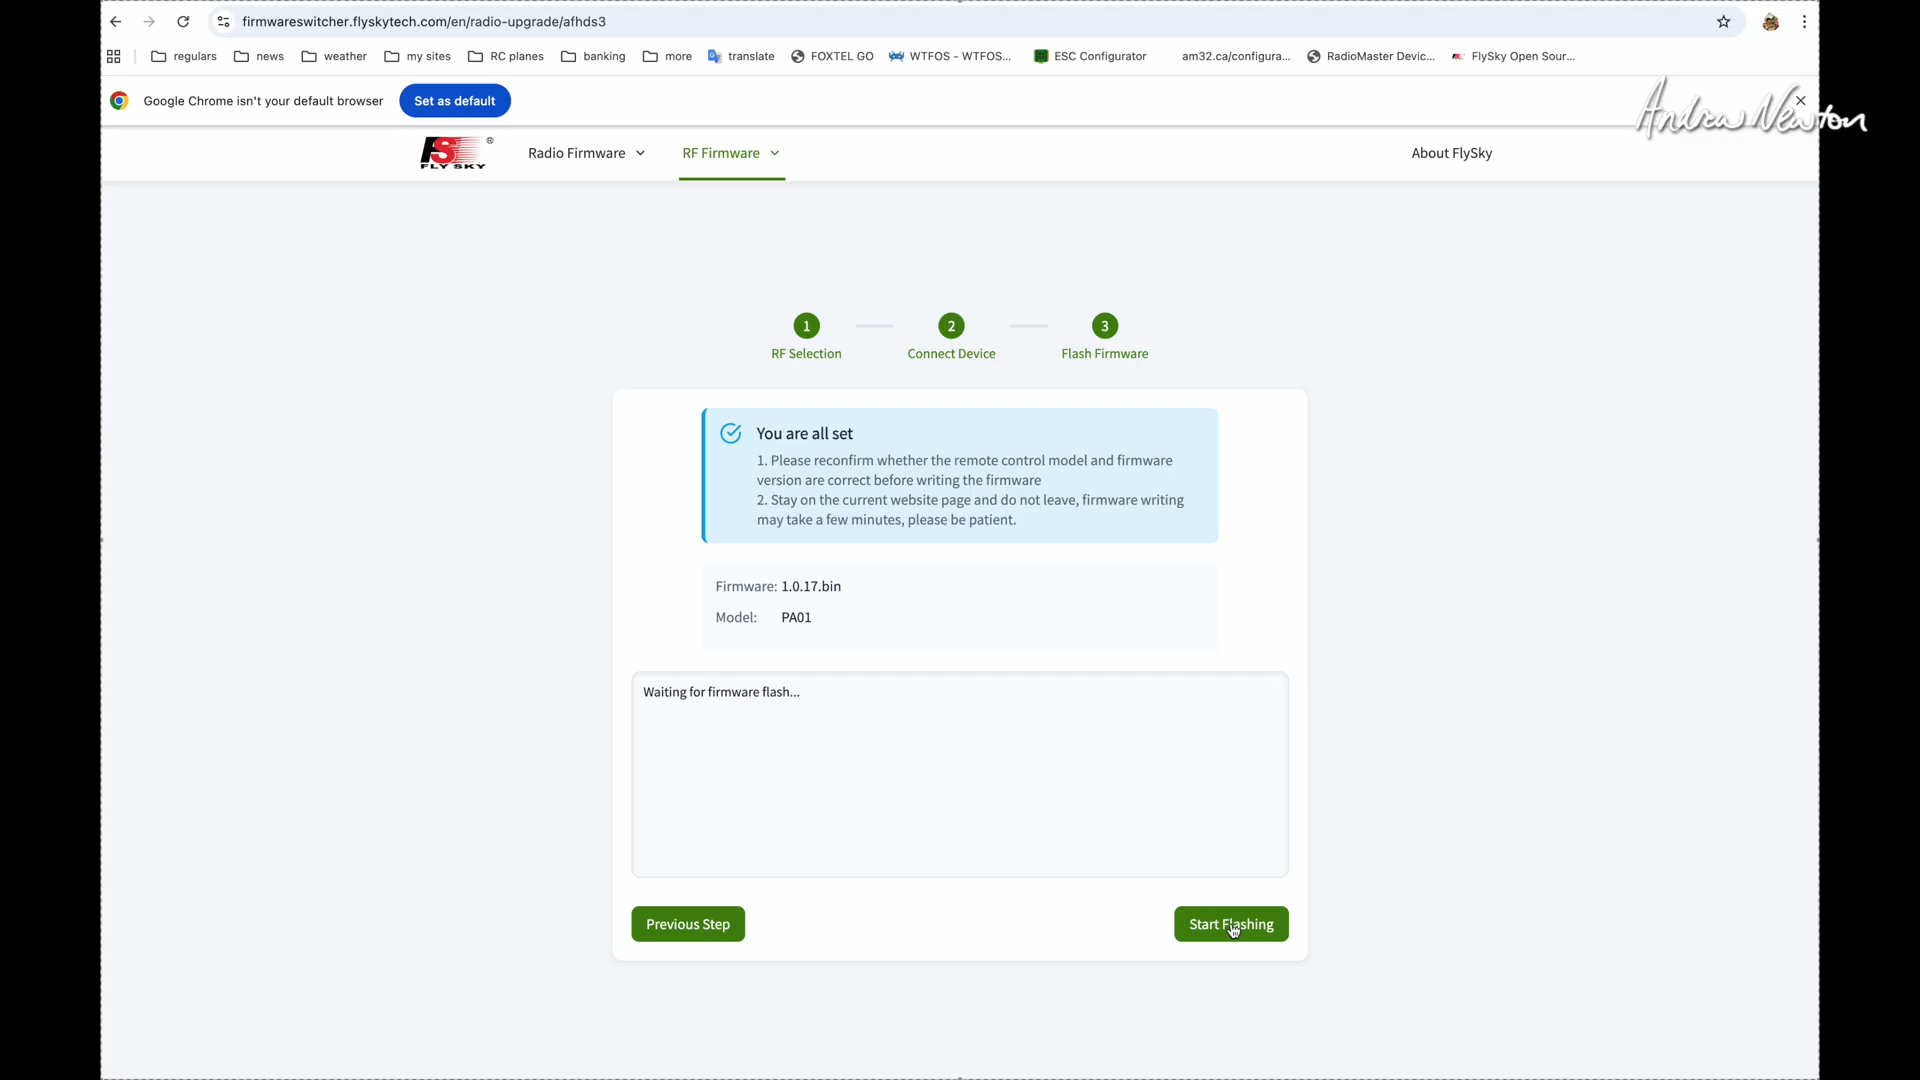 firmwareswitcher.flyskytech.com/en/radio-upgrade/afhds3
regulars news weather my sites RC planes banking more translate FOXTEL GO WTFOS - WTFOS... ESC Configurator am32.ca/configura... RadioMaster Devic... FlySky Open Sour...
Google Chrome isn't your default browser Set as default
Andrew Newton
FS®
FLY SKY
Radio Firmware RF Firmware About FlySky
1 2 3
RF Selection Connect Device Flash Firmware
You are all set
1. Please reconfirm whether the remote control model and firmware
version are correct before writing the firmware
2. Stay on the current website page and do not leave, firmware writing
may take a few minutes, please be patient.
Firmware: 1.0.17.bin
Model: PA01
Waiting for firmware flash...
Previous Step Start Flashing